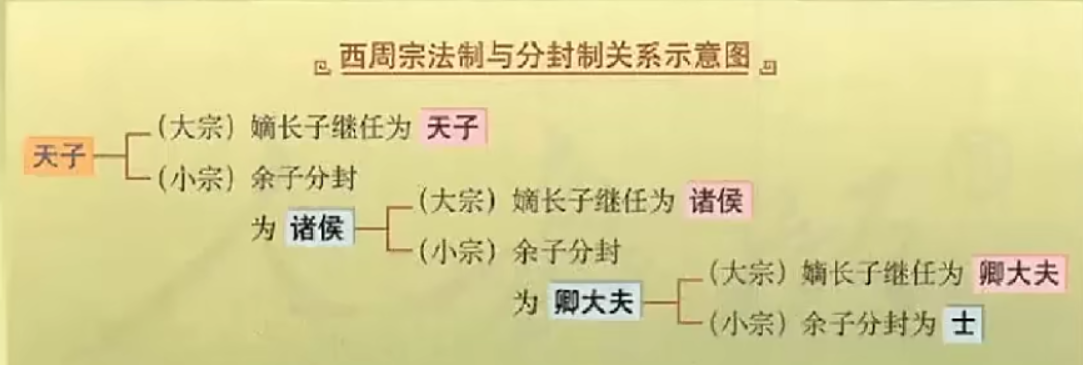 西周宗法制与分封制关系示意图
(大宗) 嫡长子继任为 天子
天子
(小宗) 余子分封
为 诸侯
(大宗) 嫡长子继任为 诸侯
(小宗) 余子分封
为 卿大夫
(大宗) 嫡长子继任为 卿大夫
(小宗) 余子分封为 士